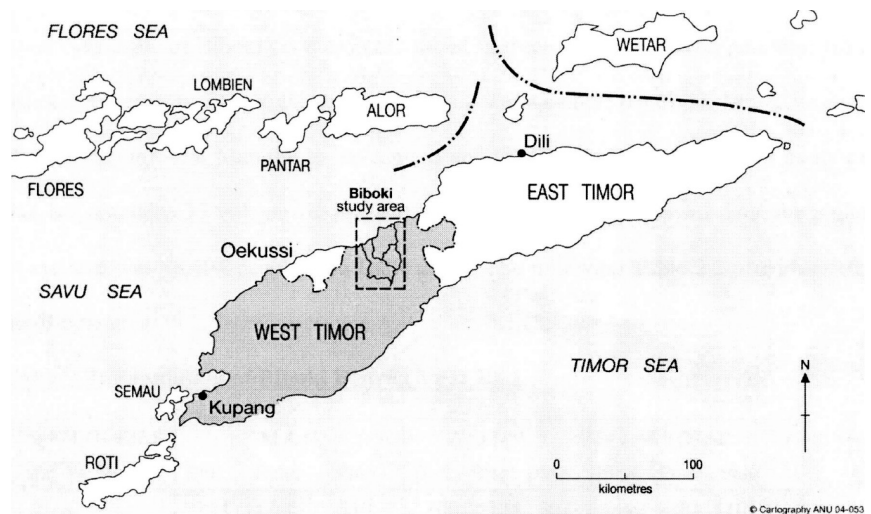 FLORES SEA
WETAR
LOMBIEN
ALOR
Dili
PANTAR
FLORES
EAST TIMOR
Biboki
study area
Oekussi
SAVU SEA
WEST TIMOR
TIMOR SEA
N
SEMAU
Kupang
ROTI
0 100
kilometres
© Cartography ANU 04-053